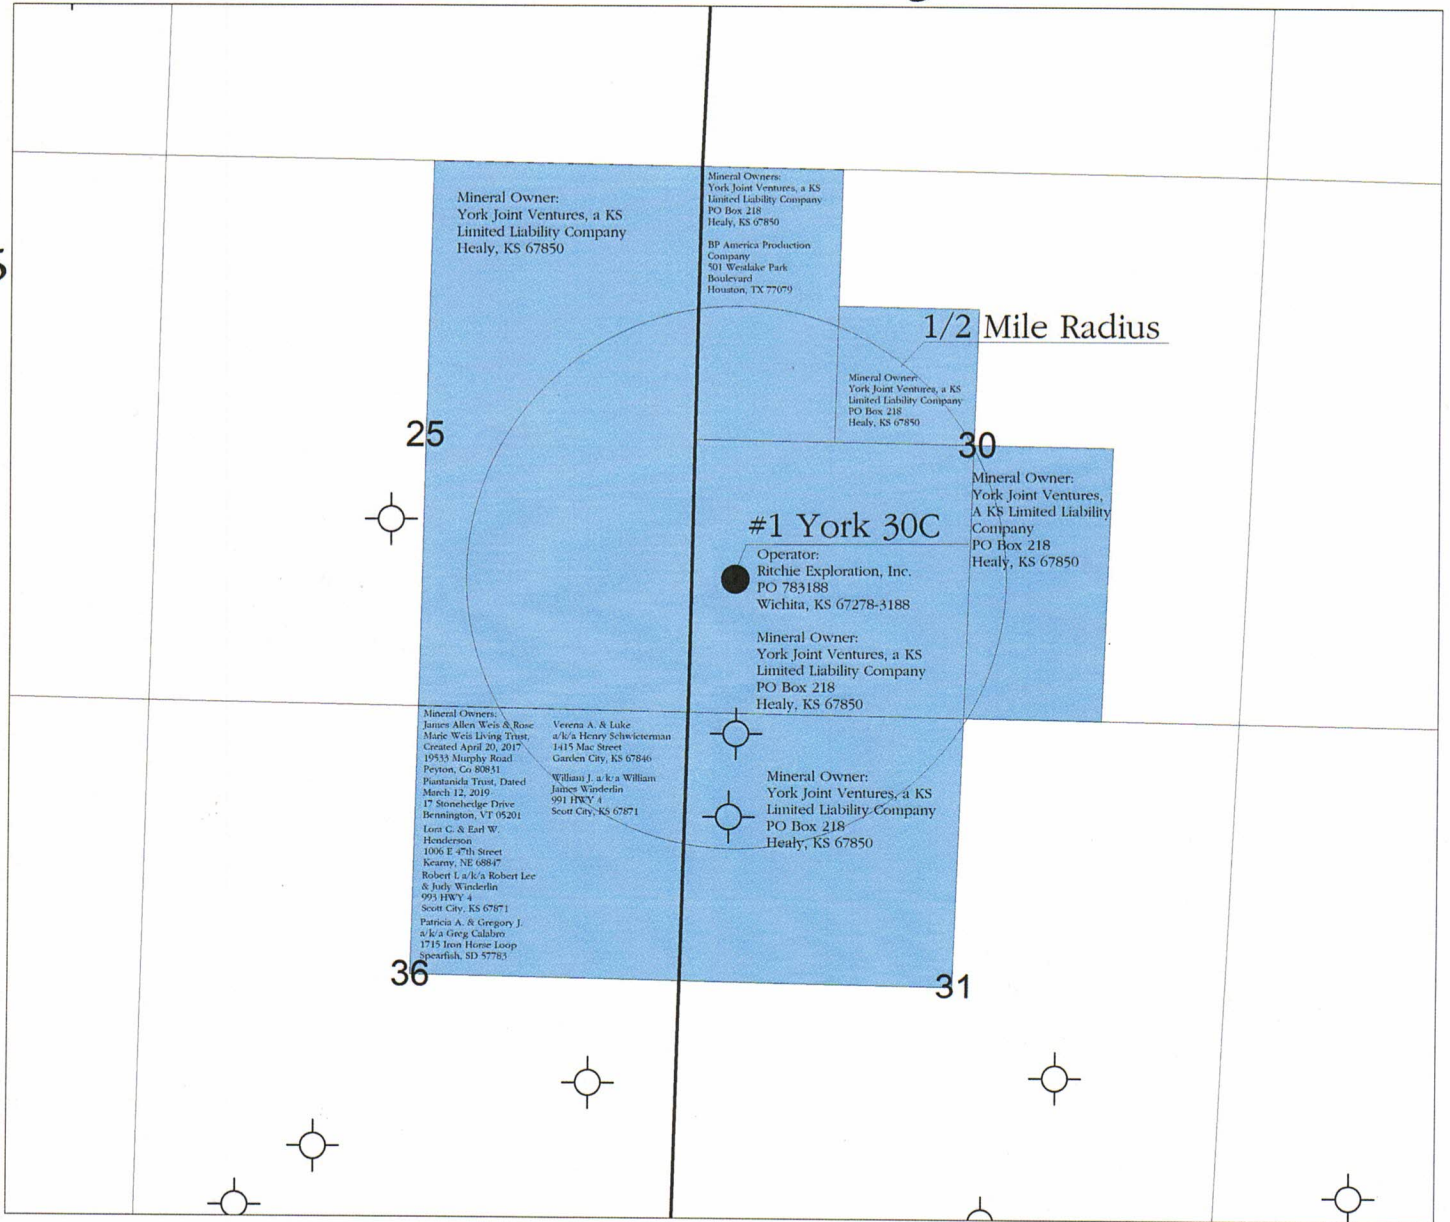 Mineral Owner:
York Joint Ventures, a KS
Limited Liability Company
Healy, KS 67850
Mineral Owners:
York Joint Ventures, a KS
Limited Liability Company
PO Box 218
Healy, KS 67850
BP America Production
Company
501 Westlake Park
Boulevard
Houston, TX 77079
1/2 Mile Radius
Mineral Owner:
York Joint Ventures, a KS
Limited Liability Company
PO Box 218
Healy, KS 67850
25
30
Mineral Owner:
York Joint Ventures,
A KS Limited Liability
Company
PO Box 218
Healy, KS 67850
#1 York 30C
Operator:
Ritchie Exploration, Inc.
PO 783188
Wichita, KS 67278-3188
Mineral Owner:
York Joint Ventures, a KS
Limited Liability Company
PO Box 218
Healy, KS 67850
Mineral Owners:
James Allen Weis & Rose
Marie Weis Living Trust,
Created April 20, 2017
19533 Murphy Road
Peyton, Co 80831
Piantanida Trust, Dated
March 12, 2019
17 Stonehedge Drive
Bennington, VT 05201
Lora C. & Earl W.
Henderson
1006 E 47th Street
Kearny, NE 68847
Robert L a/k/a Robert Lee
& Judy Winderlin
993 HWY 4
Scott City, KS 67871
Patricia A. & Gregory J.
a/k/a Greg Calabro
1715 Iron Horse Loop
Spearfish, SD 57783
Verena A. & Luke
a/k/a Henry Schwieterman
1415 Mac Street
Garden City, KS 67846
William J. a/k/a William
James Winderlin
991 HWY 4
Scott City, KS 67871
Mineral Owner:
York Joint Ventures, a KS
Limited Liability Company
PO Box 218
Healy, KS 67850
36
31